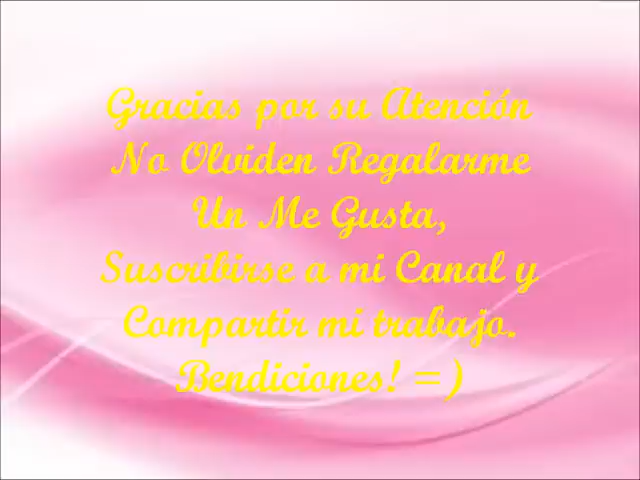 Gracias por su Atención
No Olviden Regalarme
Un Me Gusta,
Suscribirse a mi Canal y
Compartir mi trabajo.
Bendiciones! =)